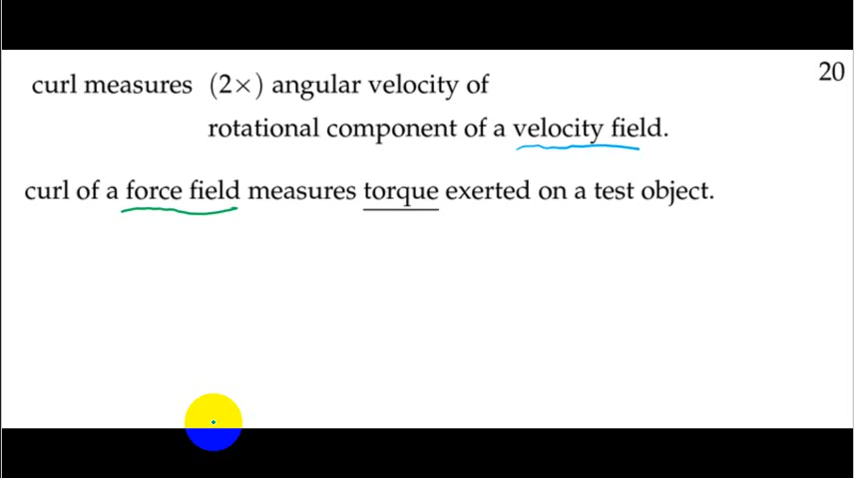 20
curl measures (2×) angular velocity of
rotational component of a velocity field.
curl of a force field measures torque exerted on a test object.